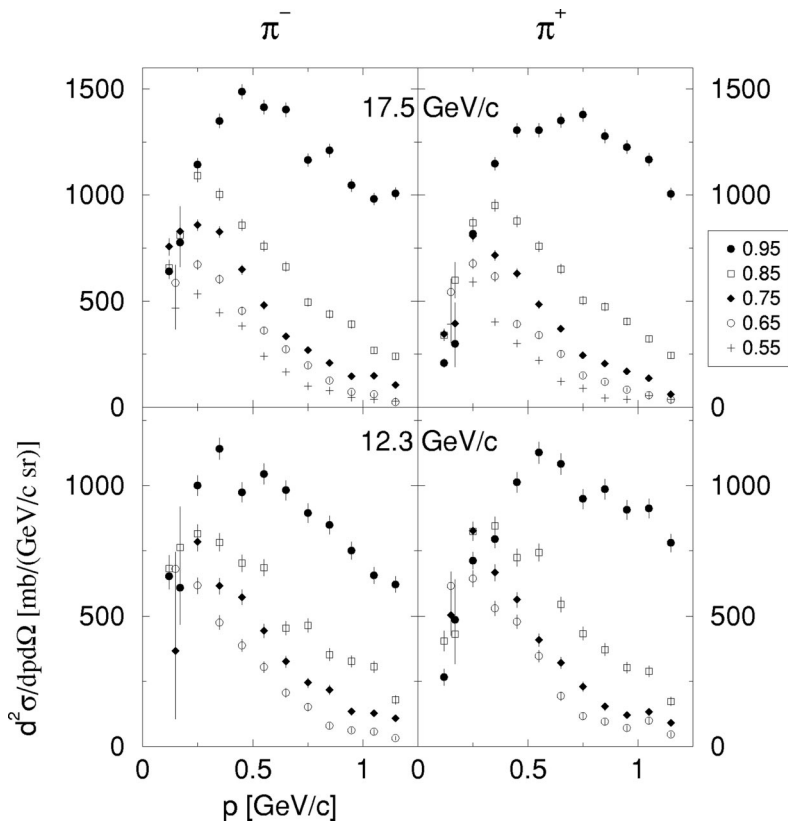 π⁻ π⁺
1500 17.5 GeV/c 1500
1000 1000
● 0.95
□ 0.85
◆ 0.75
○ 0.65
+ 0.55
500 500
0 0
12.3 GeV/c
1000 1000
500 500
0 0
0 0.5 1 0 0.5 1
p [GeV/c]
d²σ/dpdΩ [mb/(GeV/c sr)]